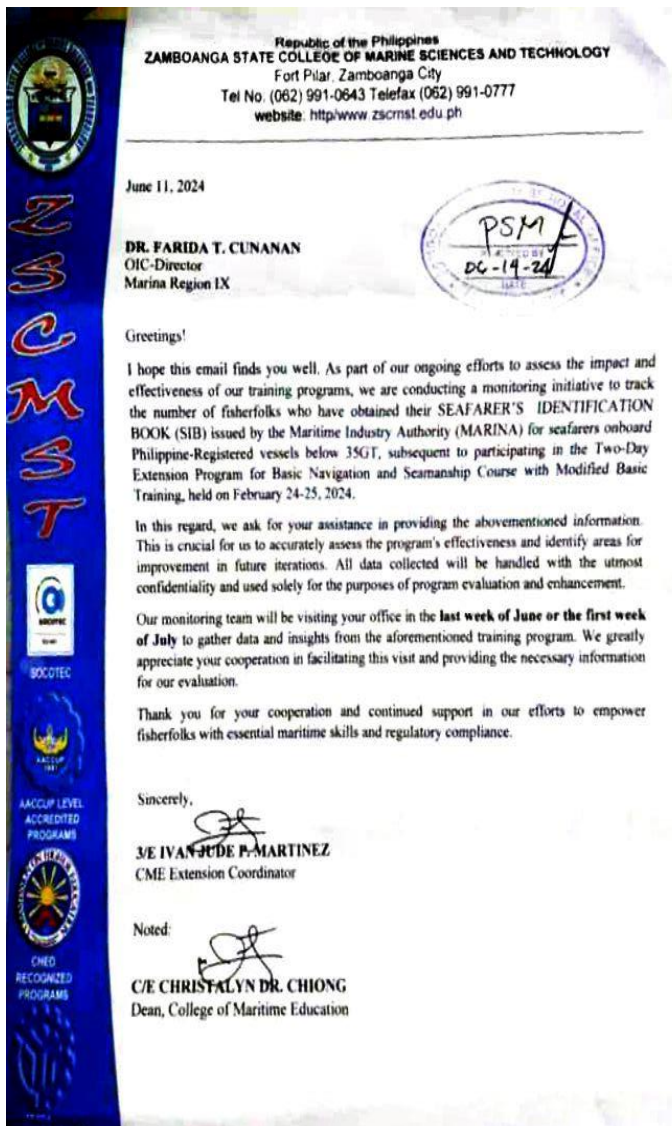 Republic of the Philippines
ZAMBOANGA STATE COLLEGE OF MARINE SCIENCES AND TECHNOLOGY
Fort Pilar, Zamboanga City
Tel No. (062) 991-0643 Telefax (062) 991-0777
website: http/www.zscmst.edu.ph
June 11, 2024
PSM
DATE
06-14-24
DR. FARIDA T. CUNANAN
OIC-Director
Marina Region IX
Greetings!
I hope this email finds you well. As part of our ongoing efforts to assess the impact and
effectiveness of our training programs, we are conducting a monitoring initiative to track
the number of fisherfolks who have obtained their SEAFARER'S IDENTIFICATION
BOOK (SIB) issued by the Maritime Industry Authority (MARINA) for seafarers onboard
Philippine-Registered vessels below 35GT, subsequent to participating in the Two-Day
Extension Program for Basic Navigation and Seamanship Course with Modified Basic
Training, held on February 24-25, 2024.
In this regard, we ask for your assistance in providing the abovementioned information.
This is crucial for us to accurately assess the program's effectiveness and identify areas for
improvement in future iterations. All data collected will be handled with the utmost
confidentiality and used solely for the purposes of program evaluation and enhancement.
Our monitoring team will be visiting your office in the last week of June or the first week
of July to gather data and insights from the aforementioned training program. We greatly
appreciate your cooperation in facilitating this visit and providing the necessary information
for our evaluation.
Thank you for your cooperation and continued support in our efforts to empower
fisherfolks with essential maritime skills and regulatory compliance.
Sincerely,
3/E IVAN JUDE P. MARTINEZ
CME Extension Coordinator
Noted:
C/E CHRISTALYN DR. CHIONG
Dean, College of Maritime Education
ZSCMST
SOCOTEC
SOCOTEC
AACCUP
AACCUP LEVEL
ACCREDITED
PROGRAMS
CHED
RECOGNIZED
PROGRAMS